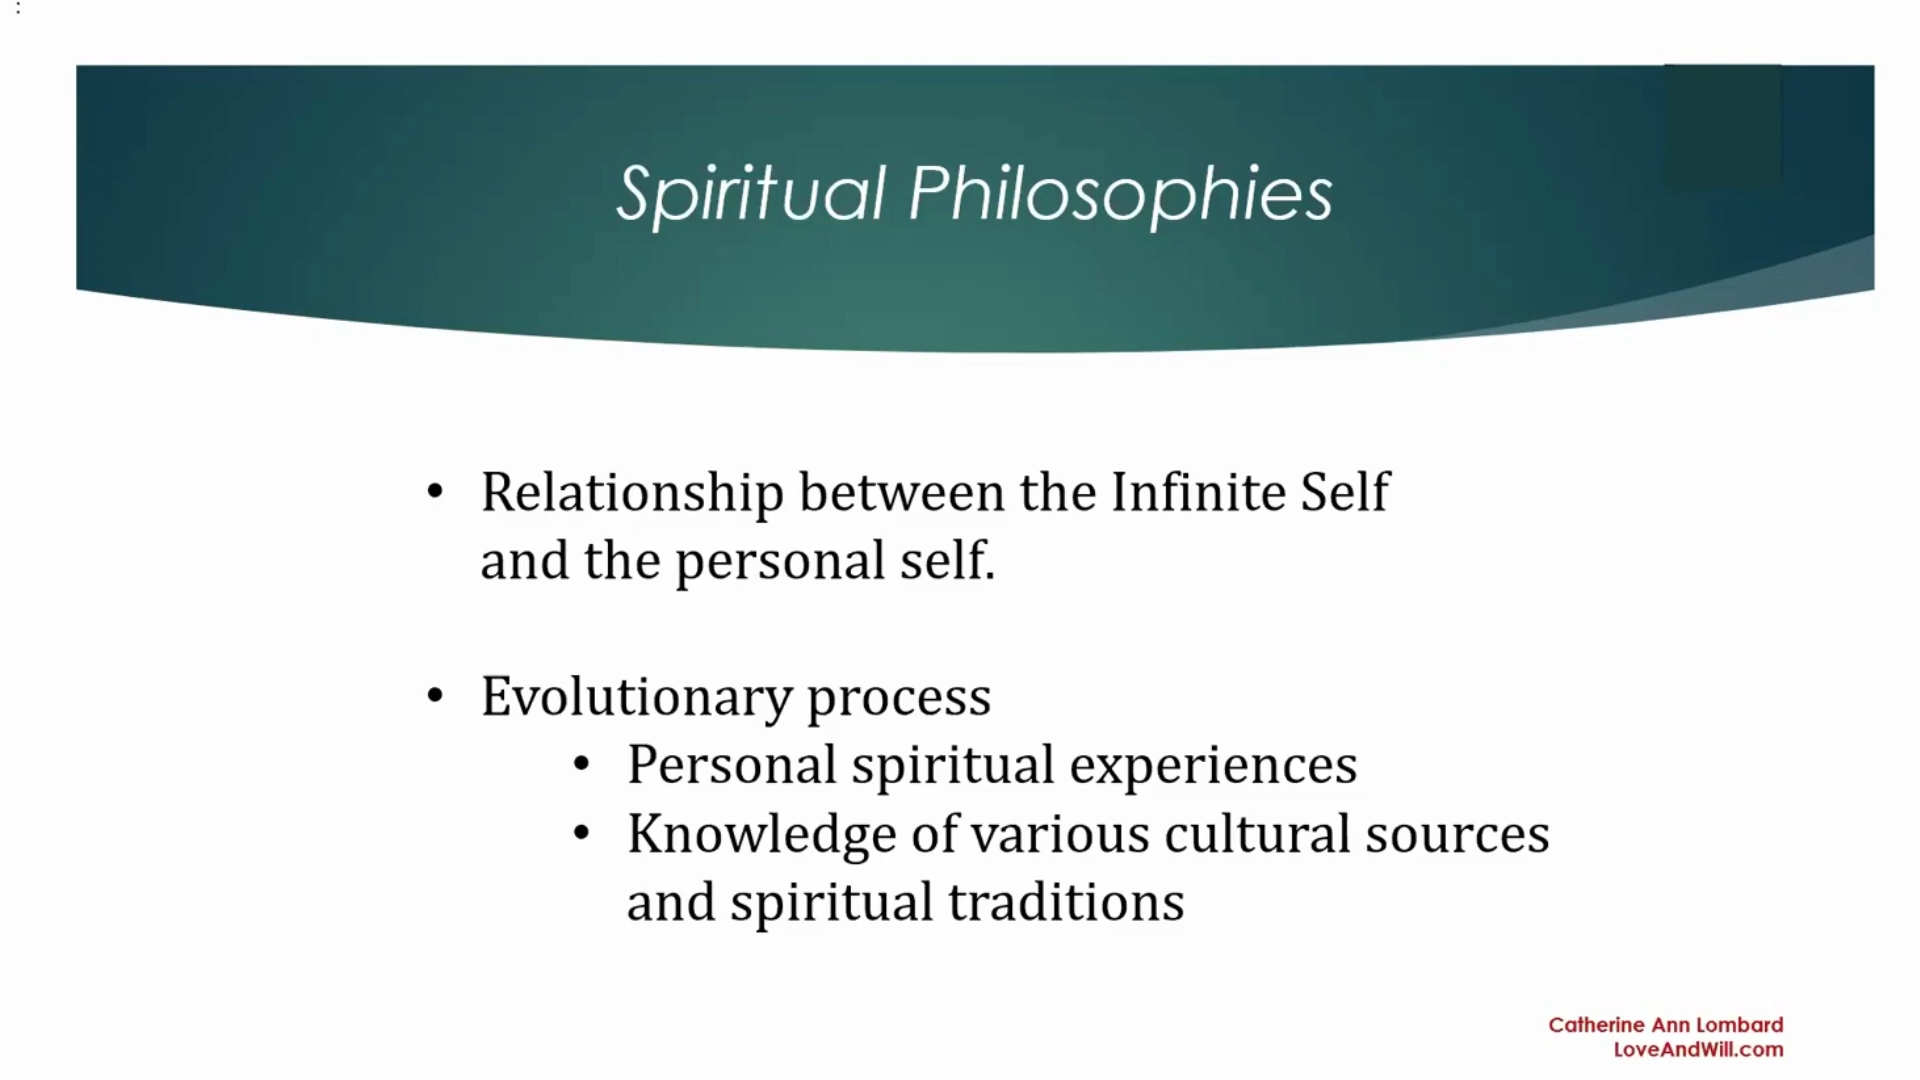 :
Spiritual Philosophies
• Relationship between the Infinite Self
and the personal self.
• Evolutionary process
• Personal spiritual experiences
• Knowledge of various cultural sources
and spiritual traditions
Catherine Ann Lombard
LoveAndWill.com